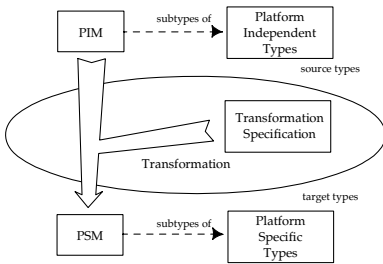 PIM
subtypes of
Platform
Independent
Types
source types
Transformation
Specification
Transformation
target types
PSM
subtypes of
Platform
Specific
Types